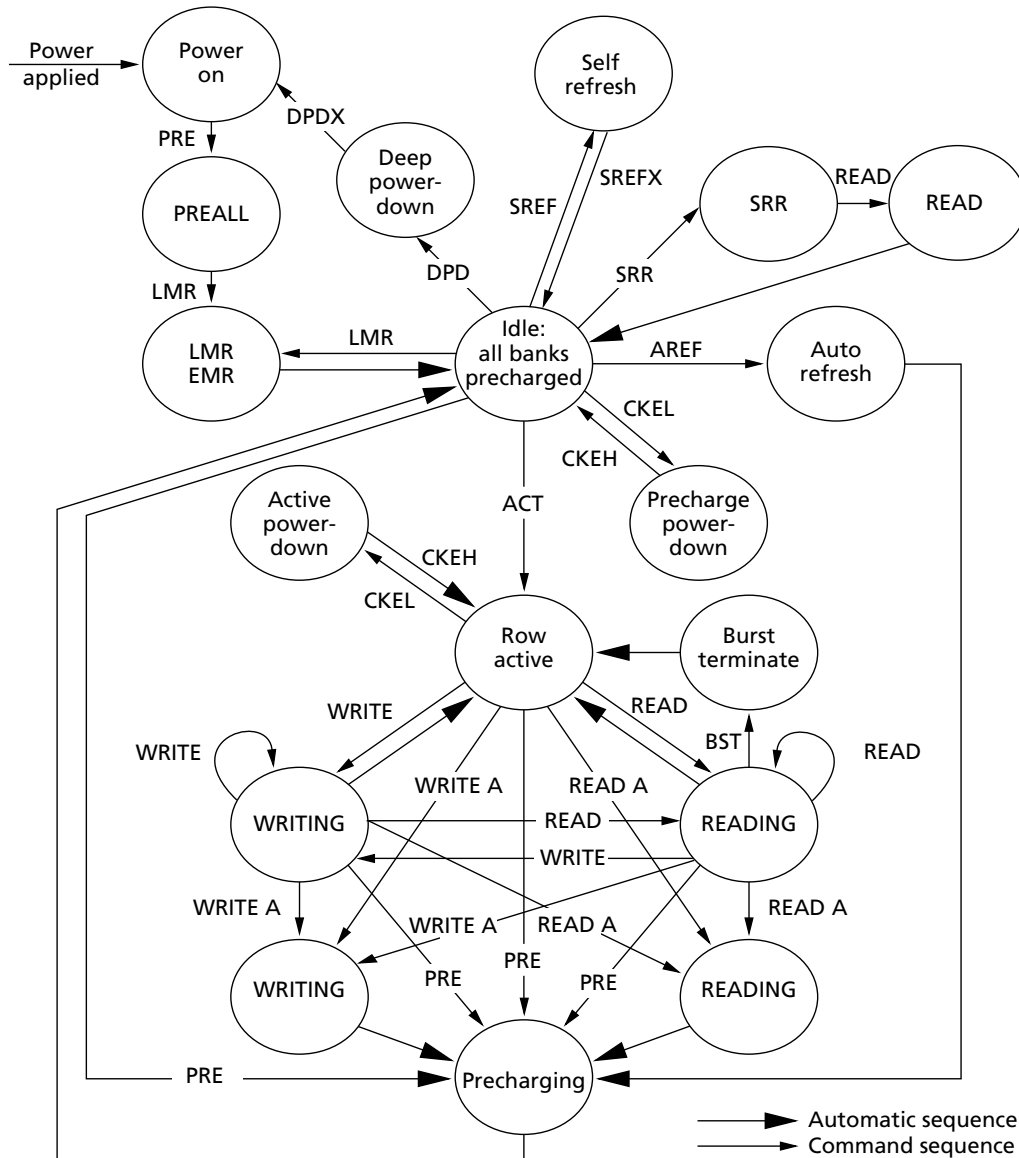 Power
applied
Power
on
Self
refresh
DPDX
PRE
Deep
power-
down
SREFX
READ
PREALL
SREF
SRR
READ
DPD
SRR
LMR
LMR
EMR
LMR
Idle:
all banks
precharged
AREF
Auto
refresh
CKEL
CKEH
Active
power-
down
ACT
Precharge
power-
down
CKEH
CKEL
Row
active
Burst
terminate
WRITE
READ
WRITE
BST
READ
WRITE A
READ A
WRITING
READ
READING
WRITE
WRITE A
WRITE A
READ A
READ A
WRITING
PRE
PRE
PRE
READING
PRE
Precharging
Automatic sequence
Command sequence